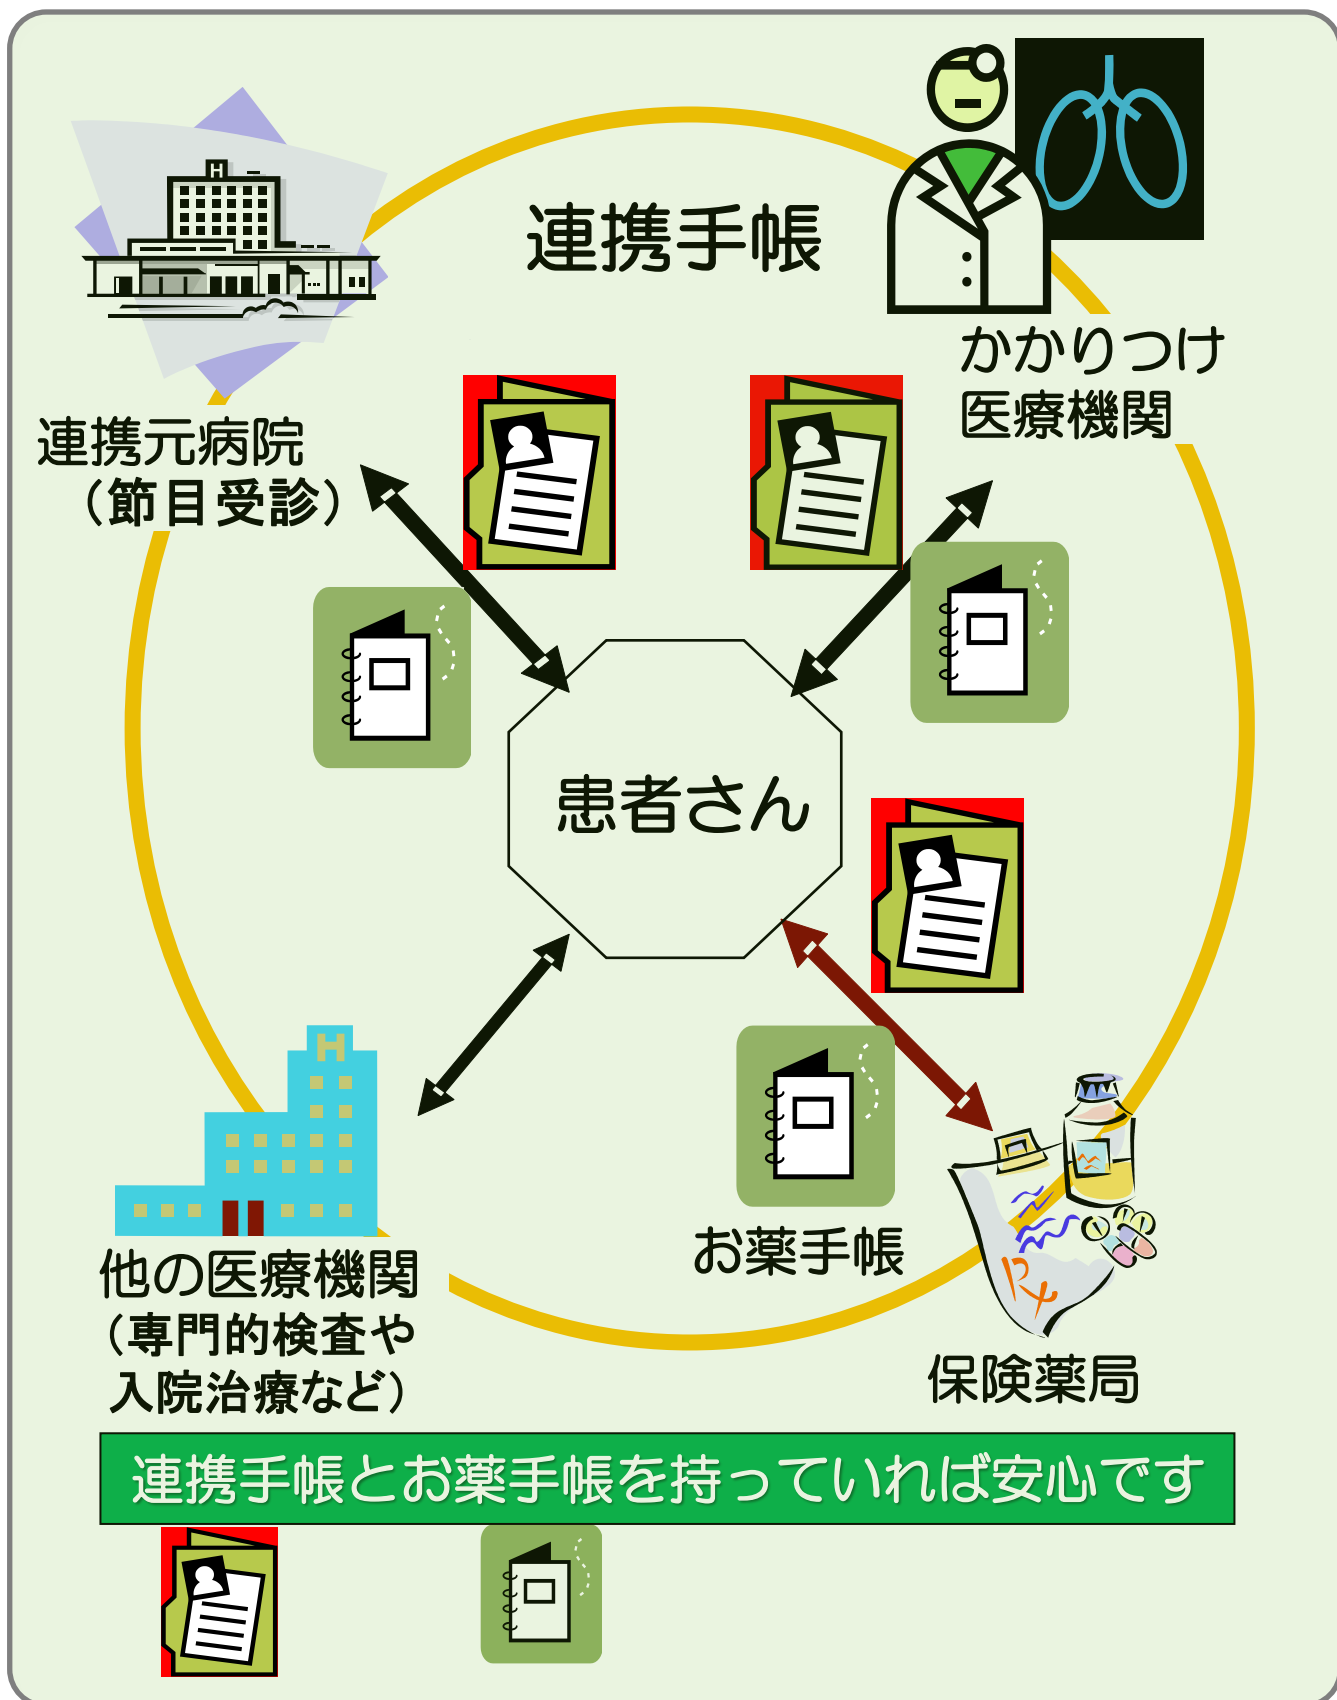 連携手帳
かかりつけ
医療機関
連携元病院
（節目受診）
患者さん
お薬手帳
他の医療機関
（専門的検査や
入院治療など）
保険薬局
連携手帳とお薬手帳を持っていれば安心です
H
H